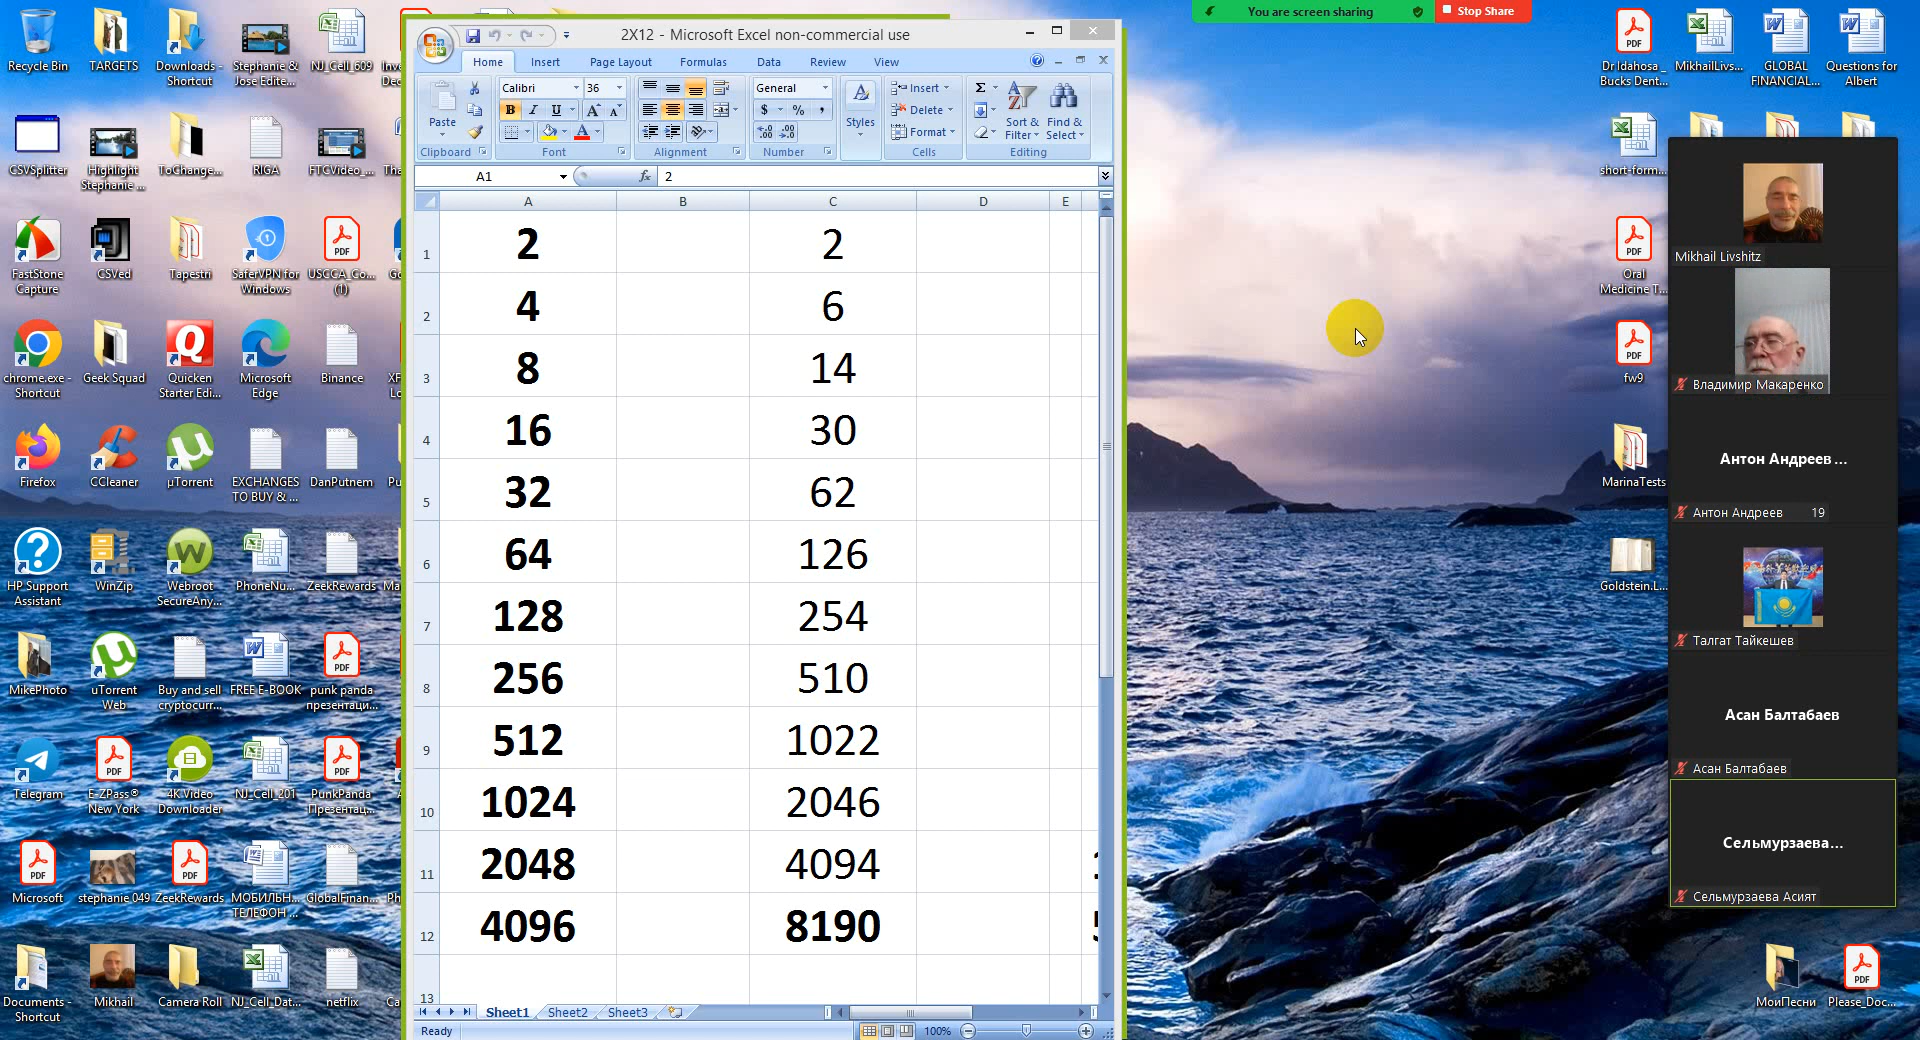 You are screen sharing
Stop Share
2X12 - Microsoft Excel non-commercial use
Home Insert Page Layout Formulas Data Review View
Calibri 36
General
Paste
B I U
$ % ,
Styles
Insert
Delete
Format
Sort & Filter
Find & Select
Clipboard Font Alignment Number Cells Editing
A1 fx 2
A B C D E
1 2 2
2 4 6
3 8 14
4 16 30
5 32 62
6 64 126
7 128 254
8 256 510
9 512 1022
10 1024 2046
11 2048 4094
12 4096 8190
13
Sheet1 Sheet2 Sheet3
Ready 100%
Recycle Bin
TARGETS
Downloads - Shortcut
Stephanie & Jose Edite...
NJ_Cell_609
CSVSplitter
Highlight Stephanie ...
ToChange...
RIGA
FTCVideo_...
FastStone Capture
CSVed
Tapestri
SaferVPN for Windows
USCCA_Co... (1)
chrome.exe - Shortcut
Geek Squad
Quicken Starter Edi...
Microsoft Edge
Binance
Firefox
CCleaner
µTorrent
EXCHANGES TO BUY & ...
DanPutnem
HP Support Assistant
WinZip
Webroot SecureAny...
PhoneNu...
ZeekRewards
MikePhoto
uTorrent Web
Buy and sell cryptocurr...
FREE E-BOOK
punk panda презентаци...
Telegram
E-ZPass® New York
4K Video Downloader
NJ_Cell_201
PunkPanda Презентац...
Microsoft
stephanie 049
ZeekRewards
МОБИЛЬН... ТЕЛЕФОН ...
GlobalFinan...
Documents - Shortcut
Mikhail
Camera Roll
NJ_Cell_Dat...
netflix
Dr Idahosa _ Bucks Dent...
MikhailLivs...
GLOBAL FINANCIAL...
Questions for Albert
short-form...
Oral Medicine T...
fw9
MarinaTests
Goldstein.L...
МоиПесни
Please_Doc...
Mikhail Livshitz
Владимир Макаренко
Антон Андреев ...
Антон Андреев 19
Талгат Тайкешев
Асан Балтабаев
Асан Балтабаев
Сельмурзаева...
Сельмурзаева Асият